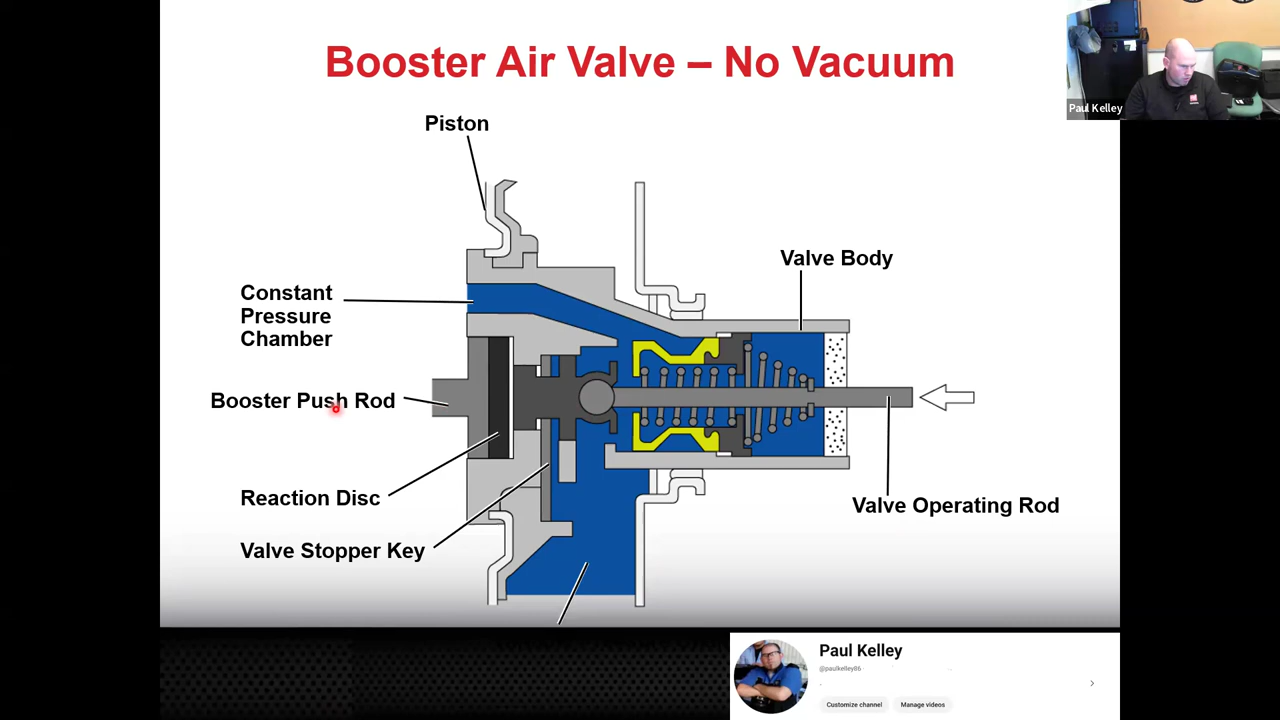 Booster Air Valve – No Vacuum
Paul Kelley
Piston
Valve Body
Constant
Pressure
Chamber
Booster Push Rod
Reaction Disc
Valve Operating Rod
Valve Stopper Key
Paul Kelley
@paulkelley86
Customize channel
Manage videos